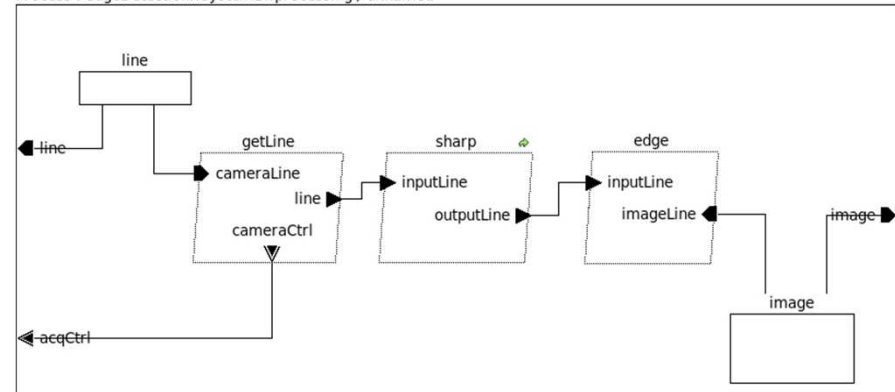 line
line
getLine
sharp
edge
cameraLine
inputLine
inputLine
line
outputLine
imageLine
image
cameraCtrl
image
acqCtrl